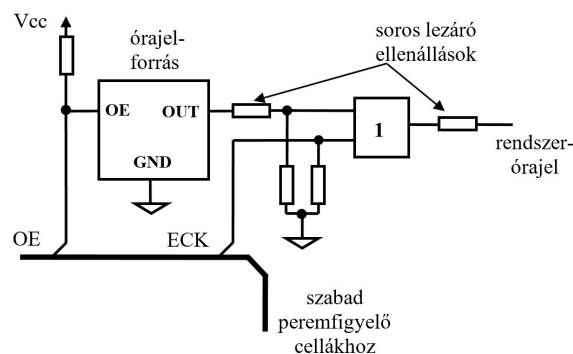 Vcc
órajel-
forrás
soros lezáró
ellenállások
OE
OUT
GND
1
rendszer-
órajel
OE
ECK
szabad
peremfigyelő
cellákhoz